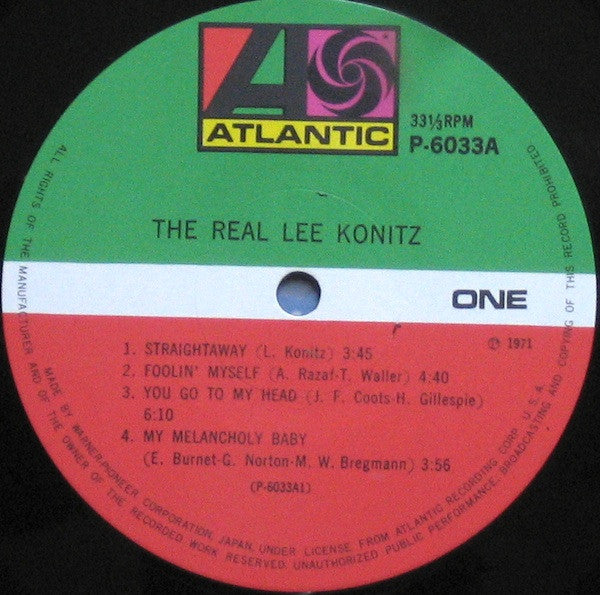 ATLANTIC
33⅓RPM
P-6033A
THE REAL LEE KONITZ
ONE
℗ 1971
1. STRAIGHTAWAY (L. Konitz) 3:45
2. FOOLIN' MYSELF (A. Razaf-T. Waller) 4:40
3. YOU GO TO MY HEAD (J. F. Coots-H. Gillespie)
6:10
4. MY MELANCHOLY BABY
(E. Burnet-G. Norton-M. W. Bregmann) 3:56
(P-6033A1)
ALL RIGHTS OF THE MANUFACTURER AND OF THE OWNER OF THE RECORDED WORK RESERVED. UNAUTHORIZED PUBLIC PERFORMANCE, BROADCASTING AND COPYING OF THIS RECORD PROHIBITED
MADE BY WARNER-PIONEER CORPORATION, JAPAN, UNDER LICENSE FROM ATLANTIC RECORDING CORP. U. S. A.